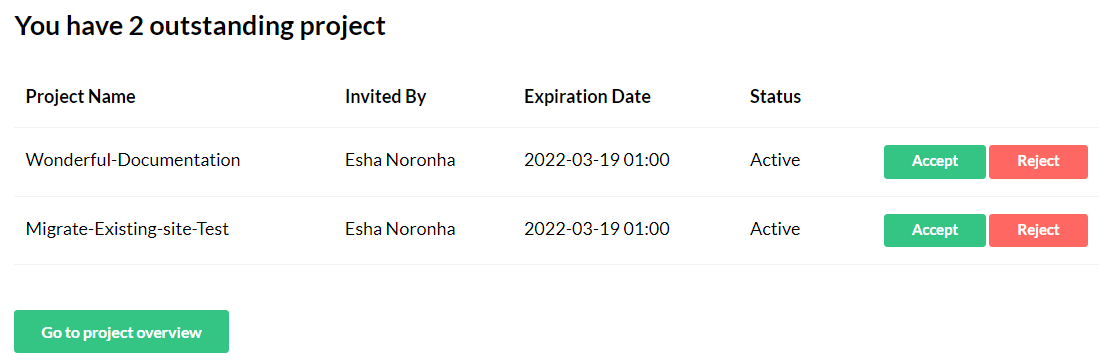 You have 2 outstanding project
Project Name Invited By Expiration Date Status
Wonderful-Documentation Esha Noronha 2022-03-19 01:00 Active Accept Reject
Migrate-Existing-site-Test Esha Noronha 2022-03-19 01:00 Active Accept Reject
Go to project overview